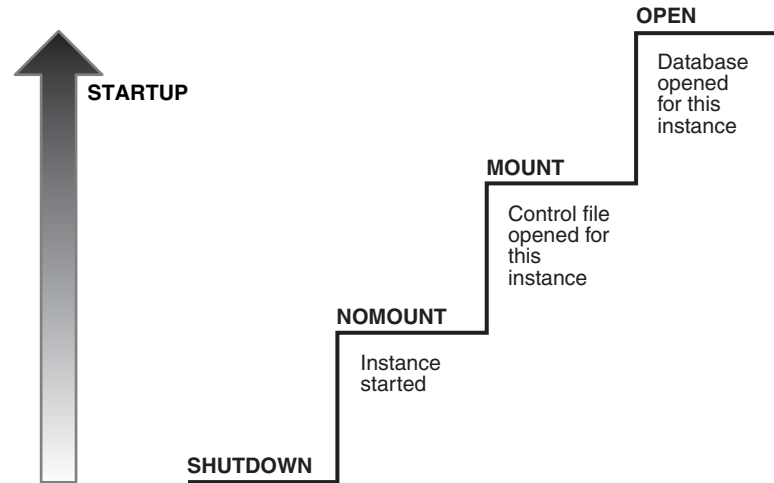 OPEN
Database
opened
for this
instance
STARTUP
MOUNT
Control file
opened for
this
instance
NOMOUNT
Instance
started
SHUTDOWN